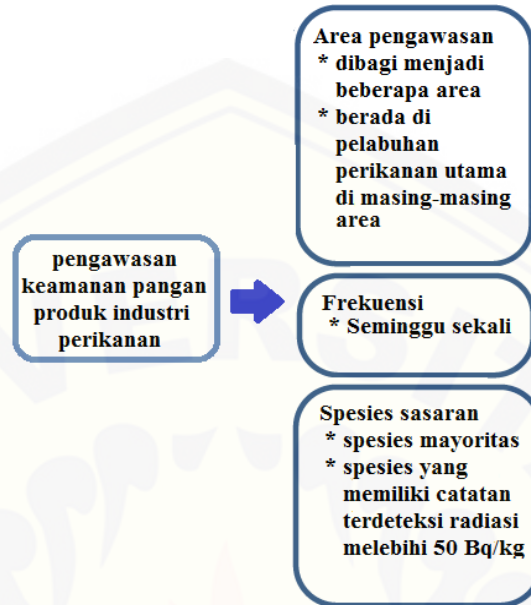 Area pengawasan
* dibagi menjadi
beberapa area
* berada di
pelabuhan
perikanan utama
di masing-masing
area
pengawasan
keamanan pangan
produk industri
perikanan
Frekuensi
* Seminggu sekali
Spesies sasaran
* spesies mayoritas
* spesies yang
memiliki catatan
terdeteksi radiasi
melebihi 50 Bq/kg